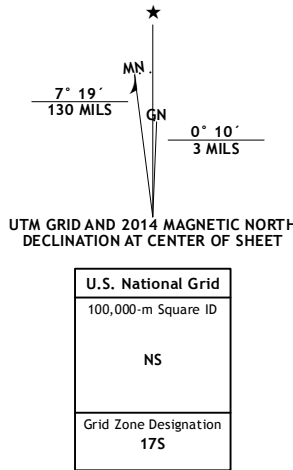 ★
MN
7° 19´
130 MILS
GN
0° 10´
3 MILS
UTM GRID AND 2014 MAGNETIC NORTH
DECLINATION AT CENTER OF SHEET
U.S. National Grid
100,000-m Square ID
NS
Grid Zone Designation
17S